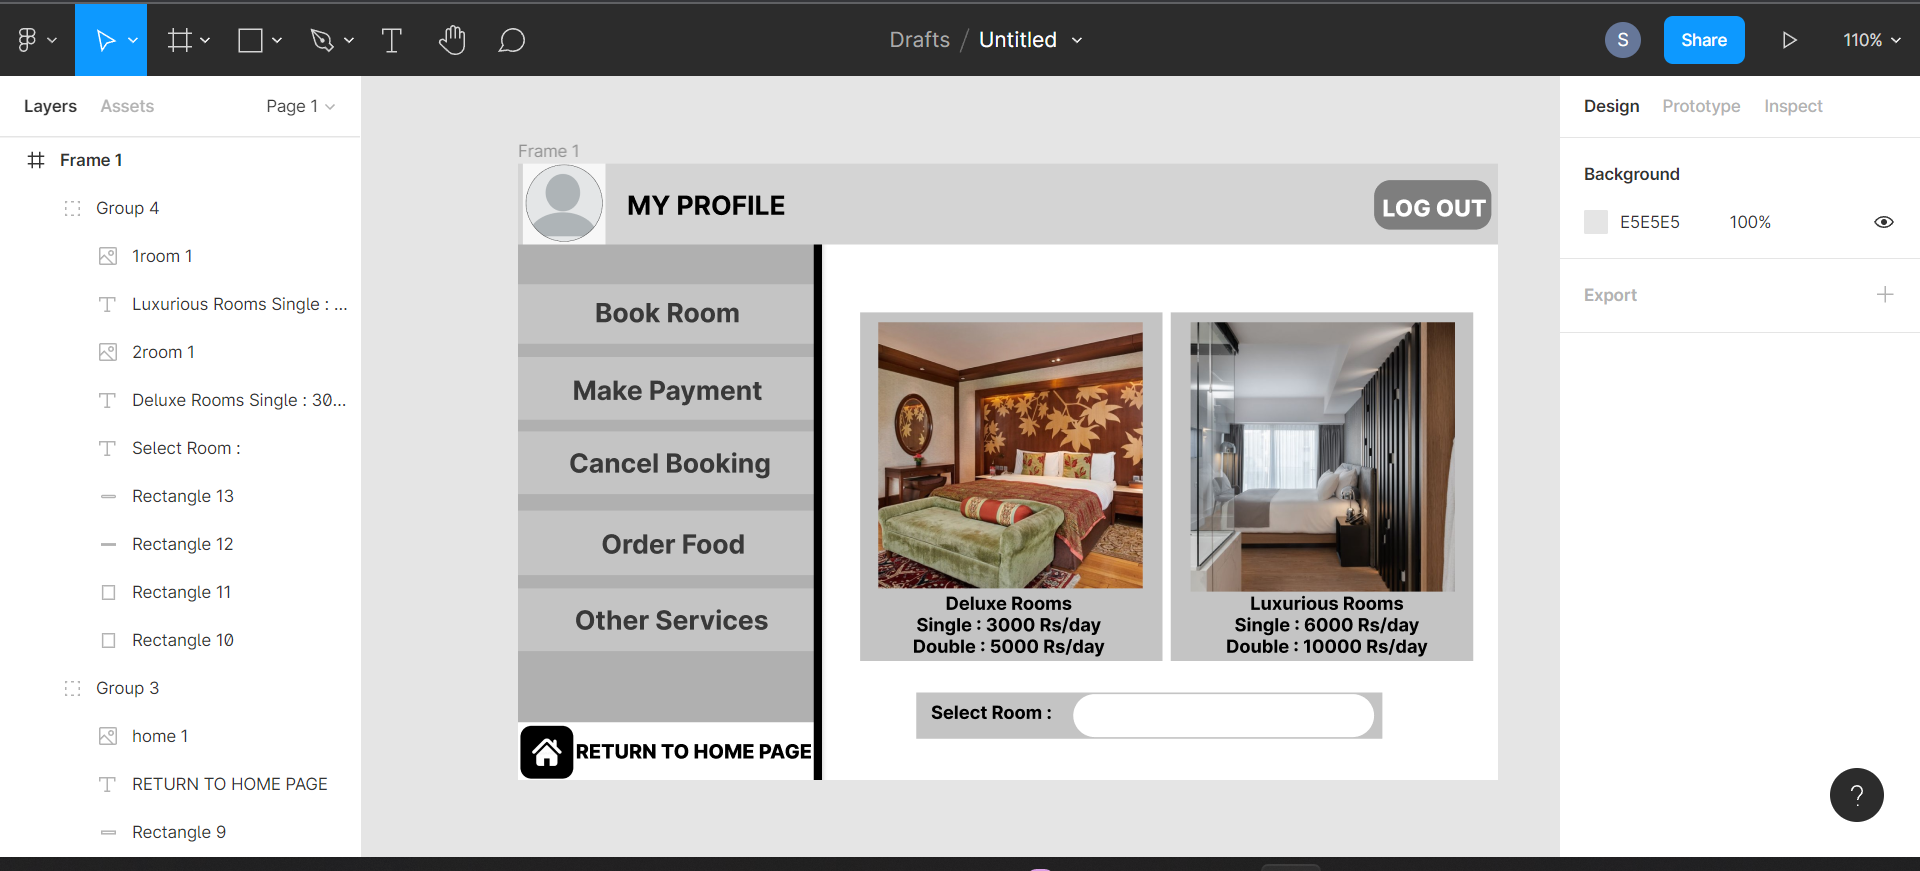 Drafts / Untitled
S
Share
110%
Layers
Assets
Page 1
Frame 1
Group 4
1room 1
Luxurious Rooms Single : ...
2room 1
Deluxe Rooms Single : 30...
Select Room :
Rectangle 13
Rectangle 12
Rectangle 11
Rectangle 10
Group 3
home 1
RETURN TO HOME PAGE
Rectangle 9
Frame 1
MY PROFILE
LOG OUT
Book Room
Make Payment
Cancel Booking
Order Food
Other Services
RETURN TO HOME PAGE
Deluxe Rooms
Single : 3000 Rs/day
Double : 5000 Rs/day
Luxurious Rooms
Single : 6000 Rs/day
Double : 10000 Rs/day
Select Room :
Design
Prototype
Inspect
Background
E5E5E5
100%
Export
?